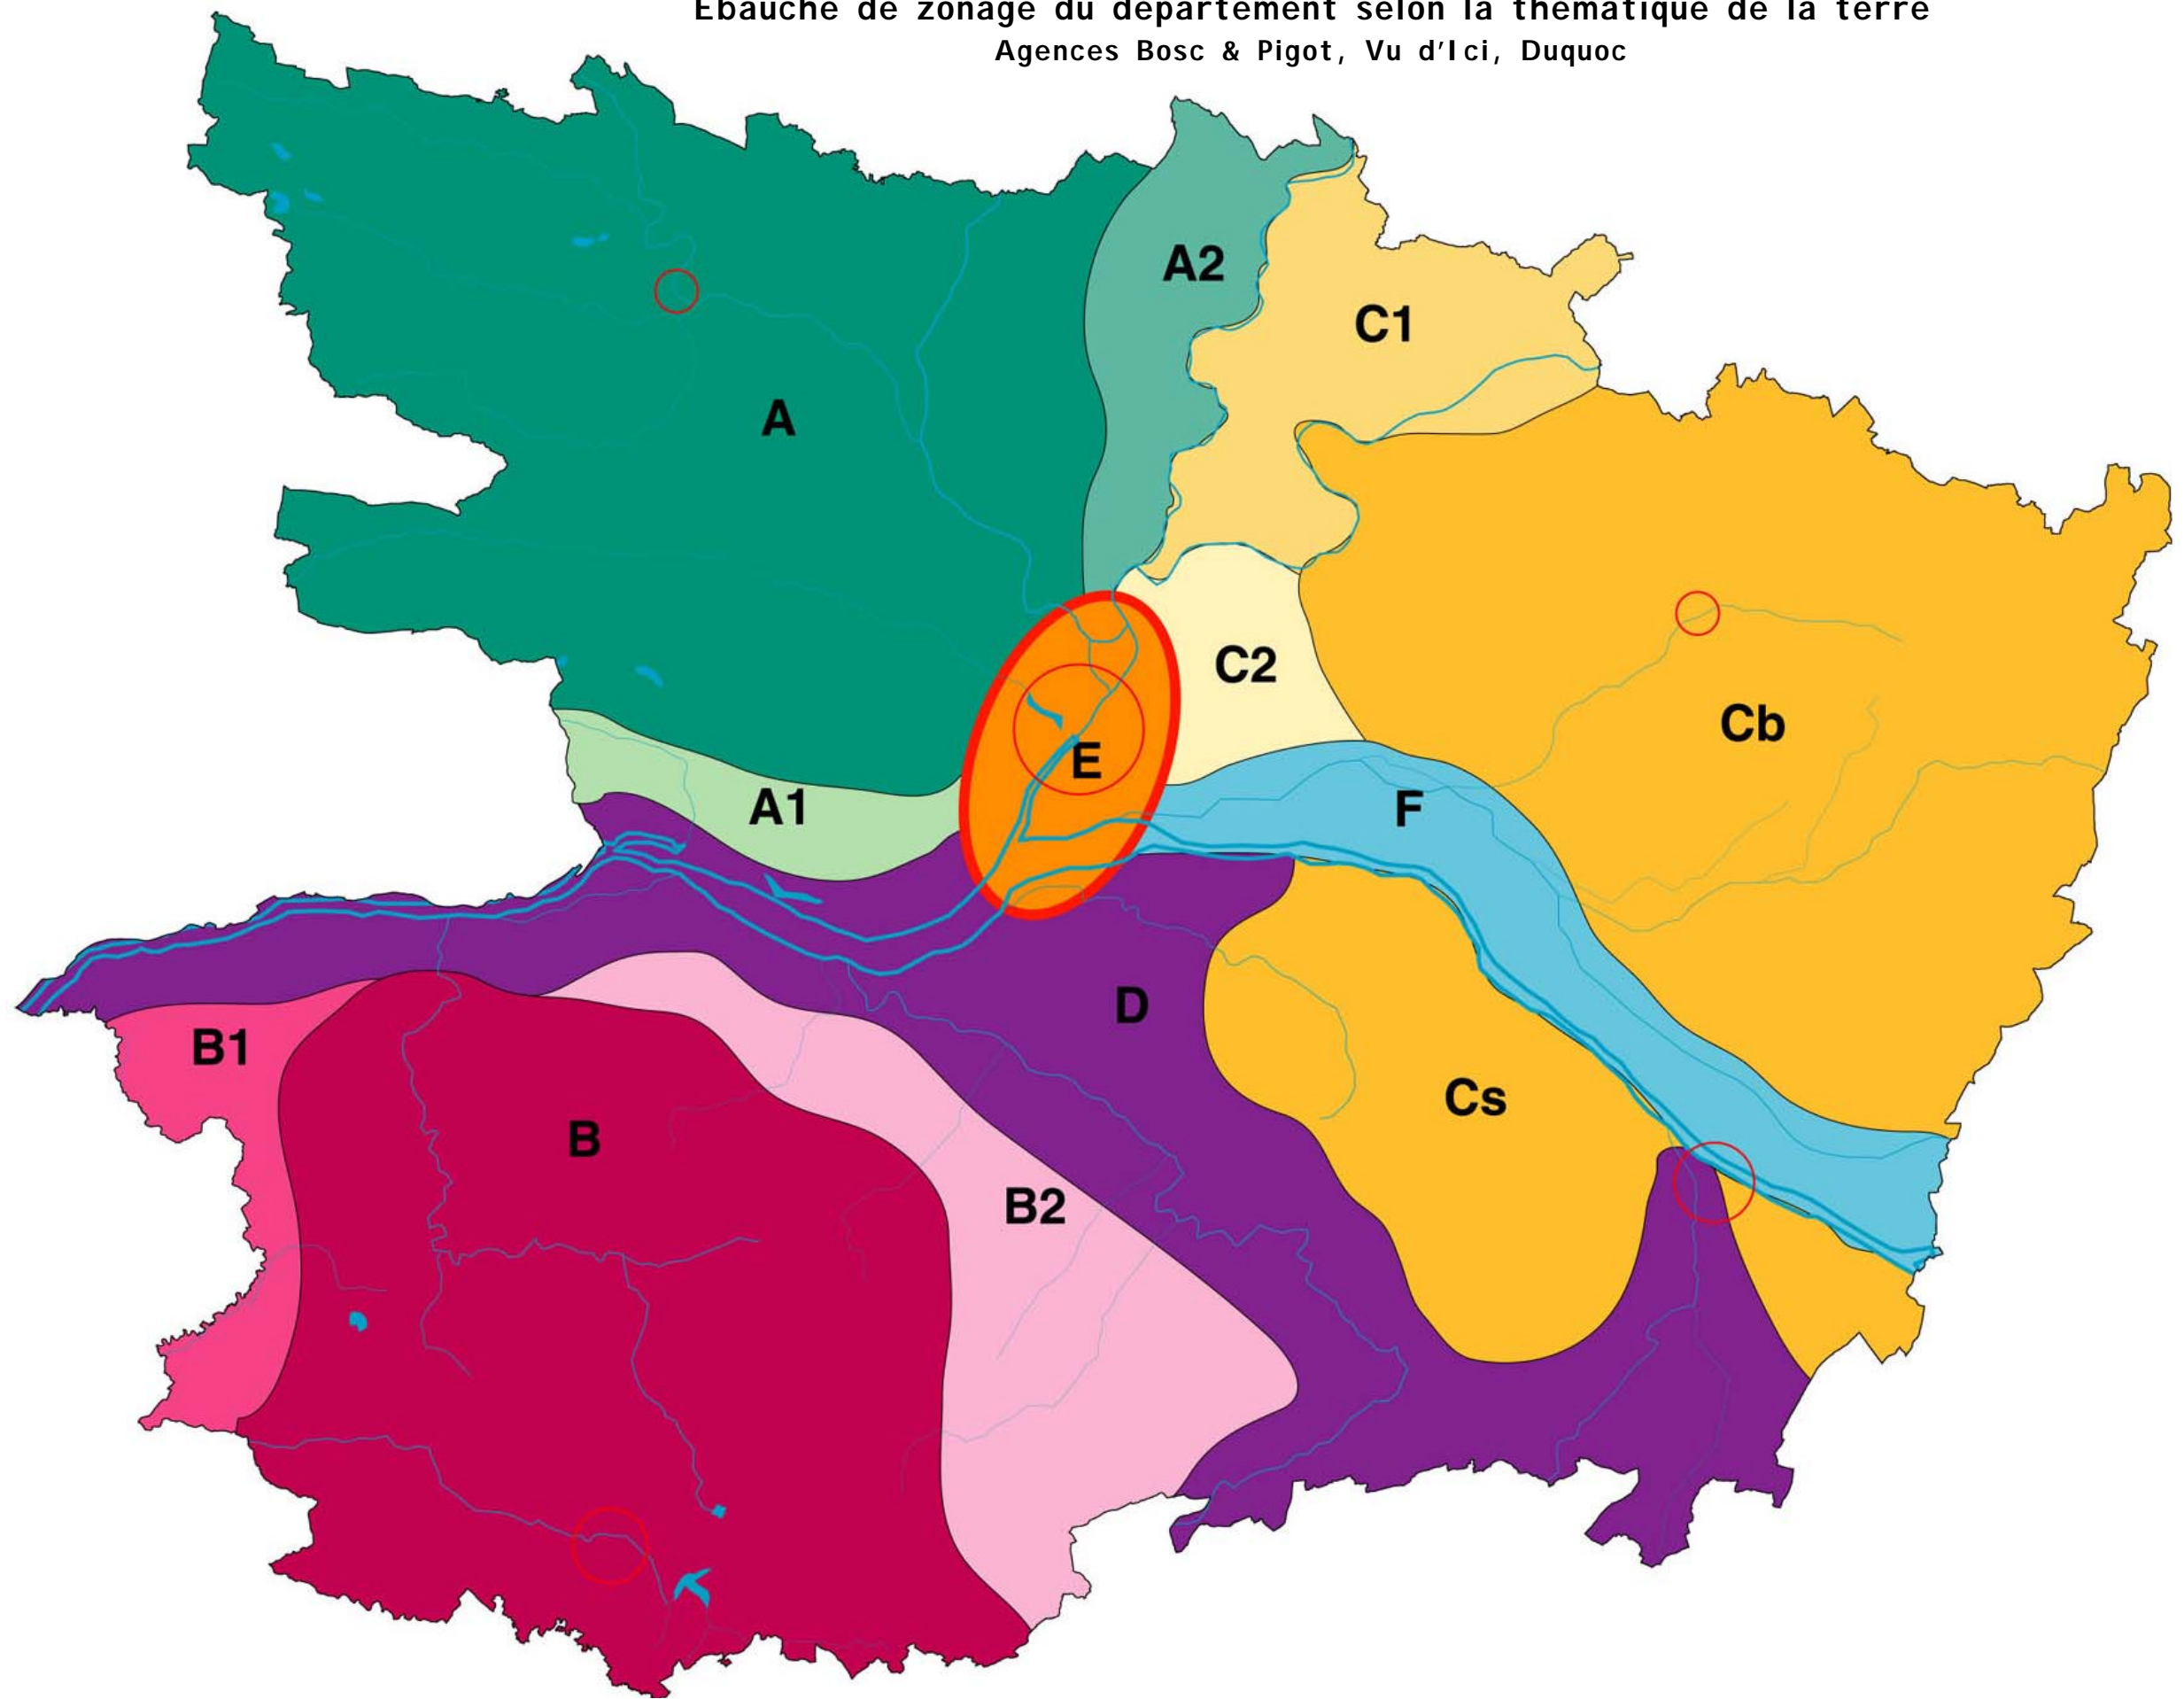 Ebauche de zonage du département selon la thématique de la terre
Agences Bosc & Pigot, Vu d'Ici, Duquoc
A2
C1
A
C2
Cb
E
A1
F
D
B1
Cs
B
B2